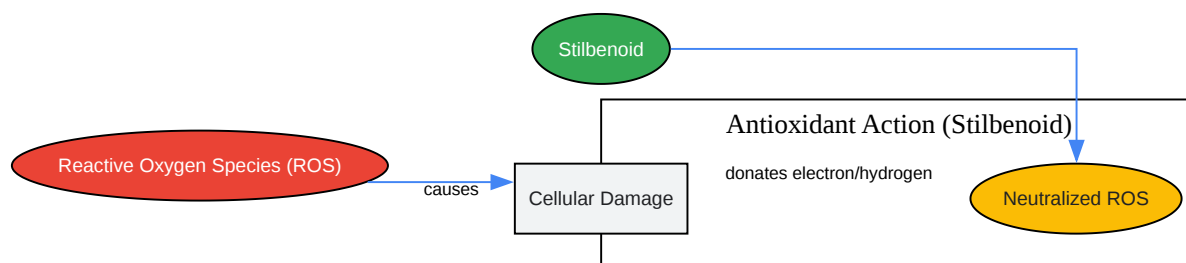 Stilbenoid
Antioxidant Action (Stilbenoid)
Reactive Oxygen Species (ROS)
donates electron/hydrogen
causes
Cellular Damage
Neutralized ROS